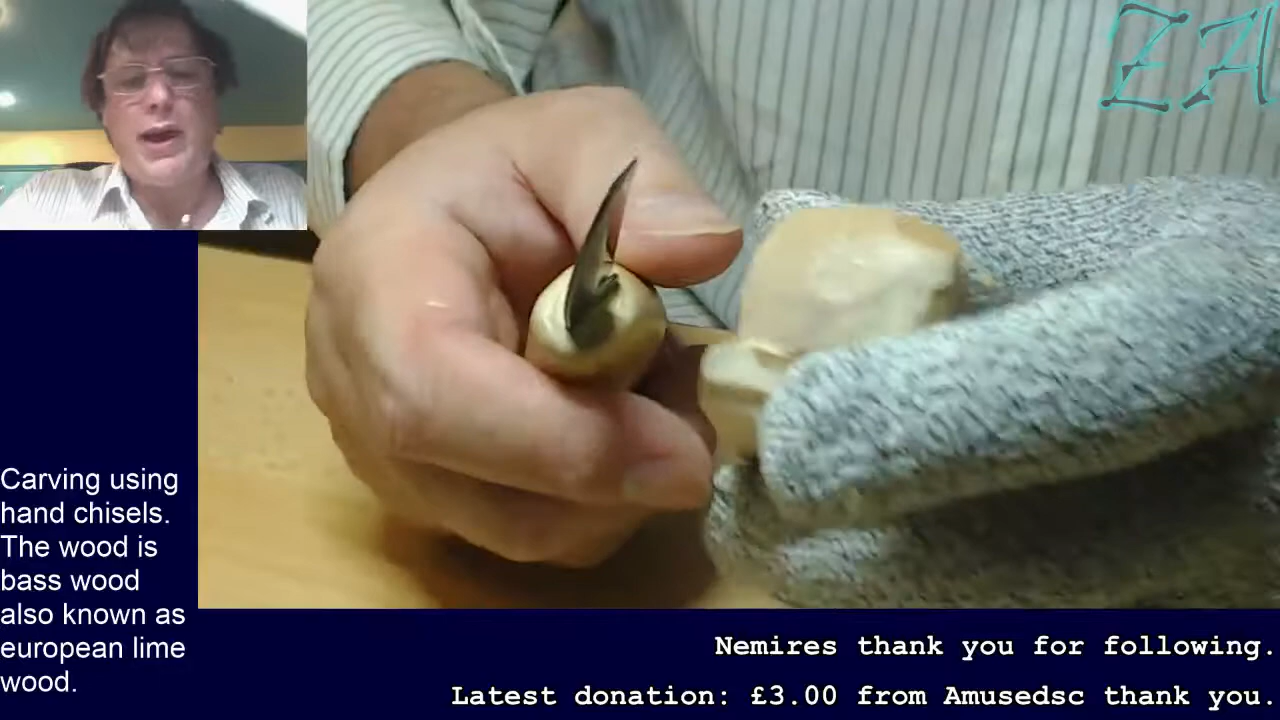 ZA
Carving using
hand chisels.
The wood is
bass wood
also known as
european lime
wood.
Nemires thank you for following.
Latest donation: £3.00 from Amusedsc thank you.